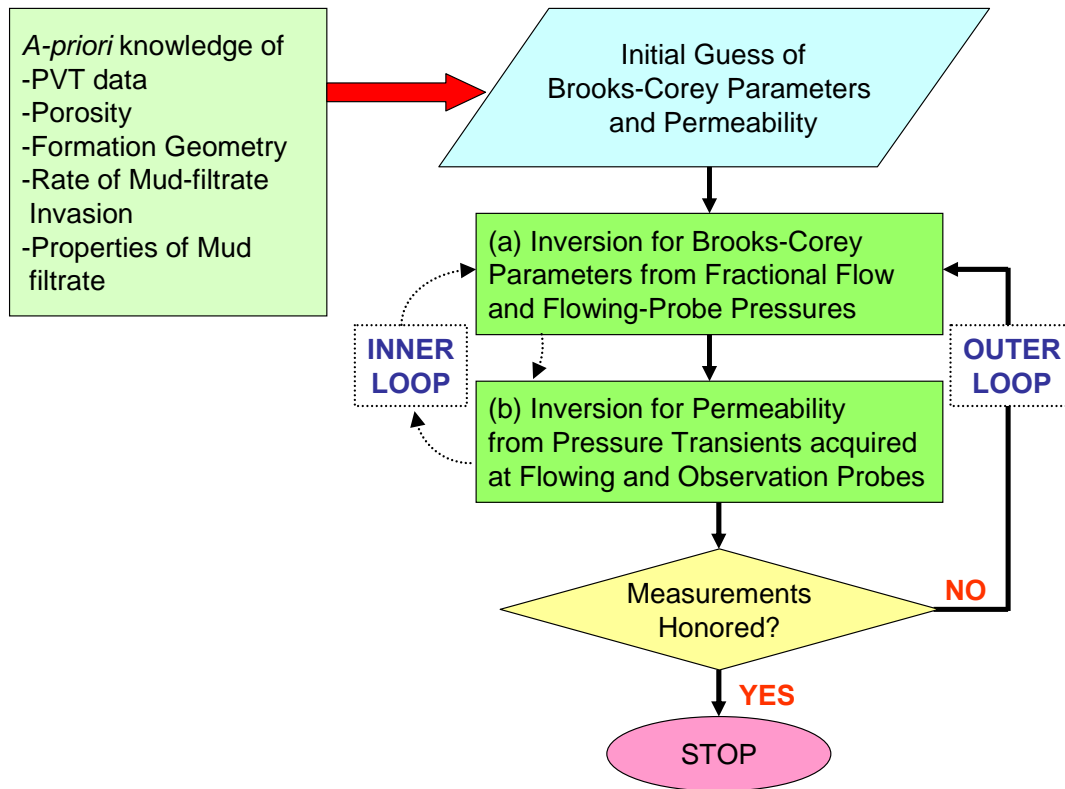 A-priori knowledge of
-PVT data
-Porosity
-Formation Geometry
-Rate of Mud-filtrate
Invasion
-Properties of Mud
filtrate
Initial Guess of
Brooks-Corey Parameters
and Permeability
(a) Inversion for Brooks-Corey
Parameters from Fractional Flow
and Flowing-Probe Pressures
INNER
LOOP
OUTER
LOOP
(b) Inversion for Permeability
from Pressure Transients acquired
at Flowing and Observation Probes
Measurements
Honored?
NO
YES
STOP